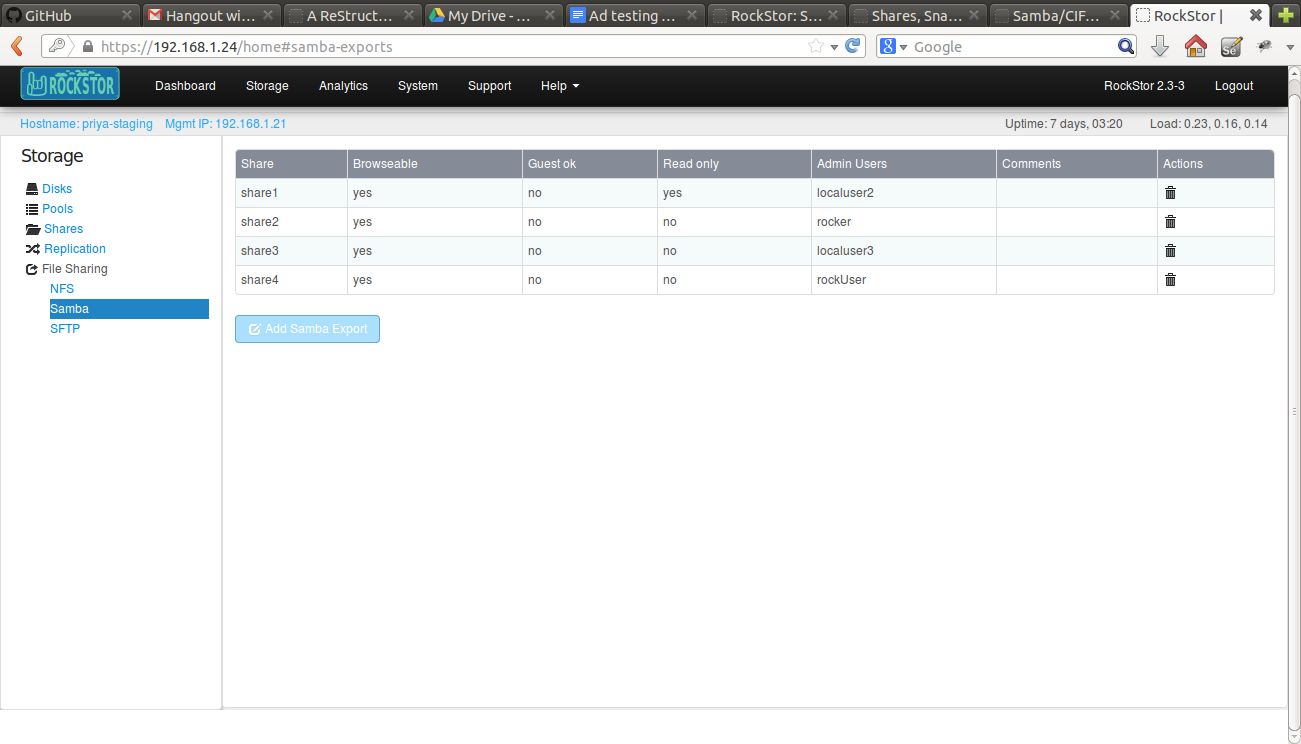 GitHub Hangout wi... A ReStruct... My Drive - ... Ad testing ... RockStor: S... Shares, Sna... Samba/CIF... RockStor |
https://192.168.1.24/home#samba-exports 8 Google Se
ROCKSTOR Dashboard Storage Analytics System Support Help RockStor 2.3-3 Logout
Hostname: priya-staging Mgmt IP: 192.168.1.21 Uptime: 7 days, 03:20 Load: 0.23, 0.16, 0.14
Storage
Disks
Pools
Shares
Replication
File Sharing
NFS
Samba
SFTP
Share Browseable Guest ok Read only Admin Users Comments Actions
share1 yes no yes localuser2
share2 yes no no rocker
share3 yes no no localuser3
share4 yes no no rockUser
Add Samba Export